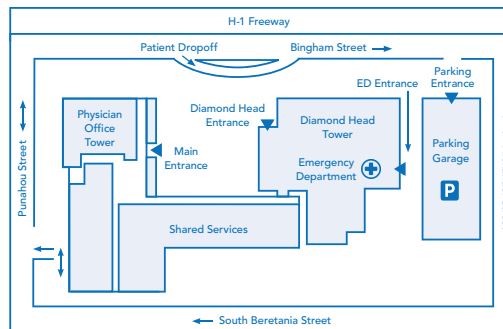 H-1 Freeway
Patient Dropoff
Bingham Street
ED Entrance
Parking
Entrance
Physician
Office
Tower
Diamond Head
Entrance
Diamond Head
Tower
Main
Entrance
Emergency
Department
Parking
Garage
P
Punahou Street
Shared Services
South Beretania Street